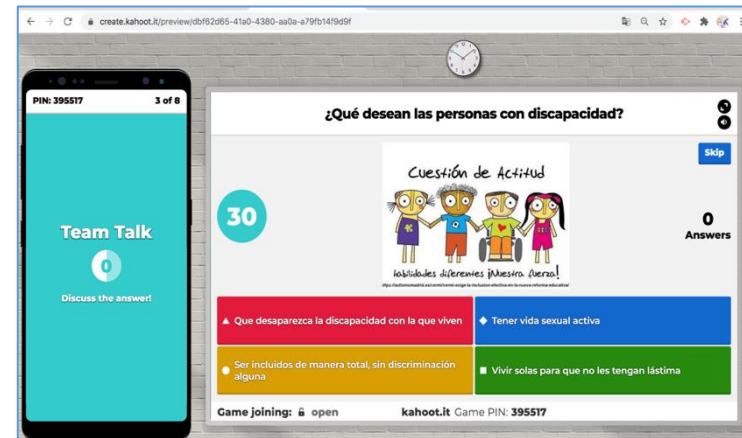 create.kahoot.it/preview/dbf62d65-41a0-4380-aa0a-a79fb14f9d9f
PIN: 395517
3 of 8
Team Talk
0
Discuss the answer!
¿Qué desean las personas con discapacidad?
Skip
30
Cuestión de Actitud
habilidades diferentes ¡Nuestra fuerza!
0
Answers
Que desaparezca la discapacidad con la que viven
Tener vida sexual activa
Ser incluidos de manera total, sin discriminación
alguna
Vivir solas para que no les tengan lástima
Game joining: open
kahoot.it Game PIN: 395517